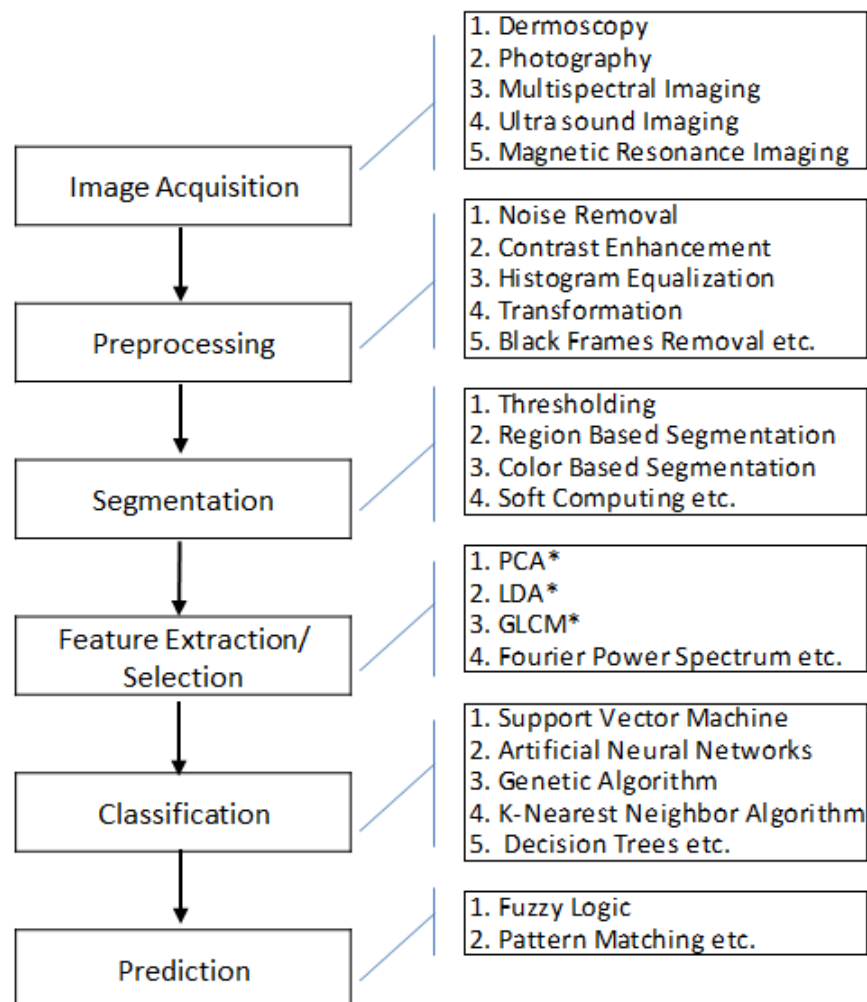 1. Dermoscopy
2. Photography
3. Multispectral Imaging
4. Ultrasound Imaging
5. Magnetic Resonance Imaging
Image Acquisition
1. Noise Removal
2. Contrast Enhancement
3. Histogram Equalization
4. Transformation
5. Black Frames Removal etc.
Preprocessing
1. Thresholding
2. Region Based Segmentation
3. Color Based Segmentation
4. Soft Computing etc.
Segmentation
1. PCA*
2. LDA*
3. GLCM*
4. Fourier Power Spectrum etc.
Feature Extraction/
Selection
1. Support Vector Machine
2. Artificial Neural Networks
3. Genetic Algorithm
4. K-Nearest Neighbor Algorithm
5. Decision Trees etc.
Classification
1. Fuzzy Logic
2. Pattern Matching etc.
Prediction